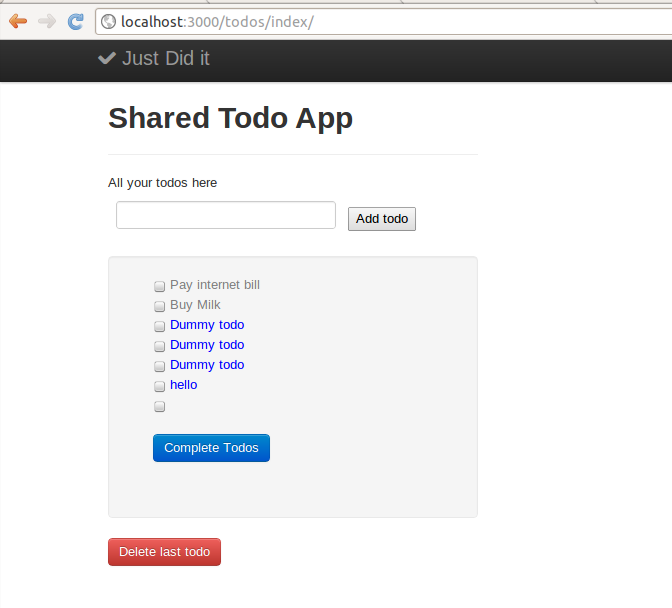 localhost:3000/todos/index/
Just Did it
Shared Todo App
All your todos here
Add todo
Pay internet bill
Buy Milk
Dummy todo
Dummy todo
Dummy todo
hello
Complete Todos
Delete last todo